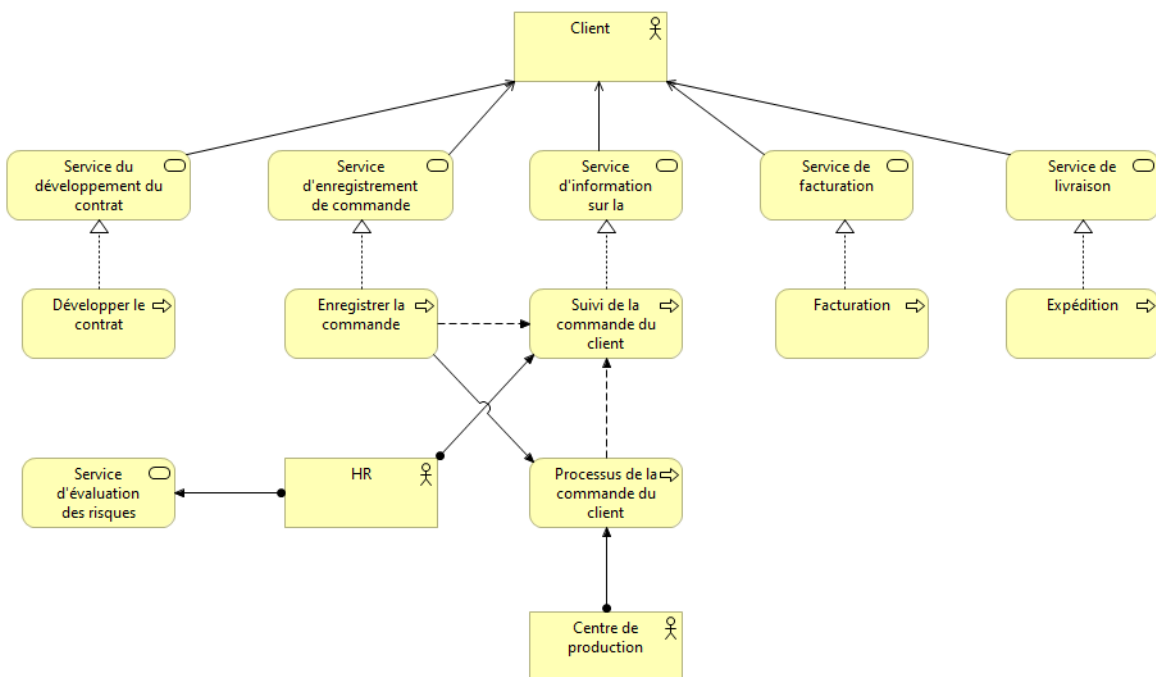 Client
Service du
développement du
contrat
Service
d'enregistrement
de commande
Service
d'information
sur la
Service de
facturation
Service de
livraison
Développer le
contrat
Enregistrer la
commande
Suivi de la
commande du
client
Facturation
Expédition
Service
d'évaluation
des risques
HR
Processus de la
commande du
client
Centre de
production